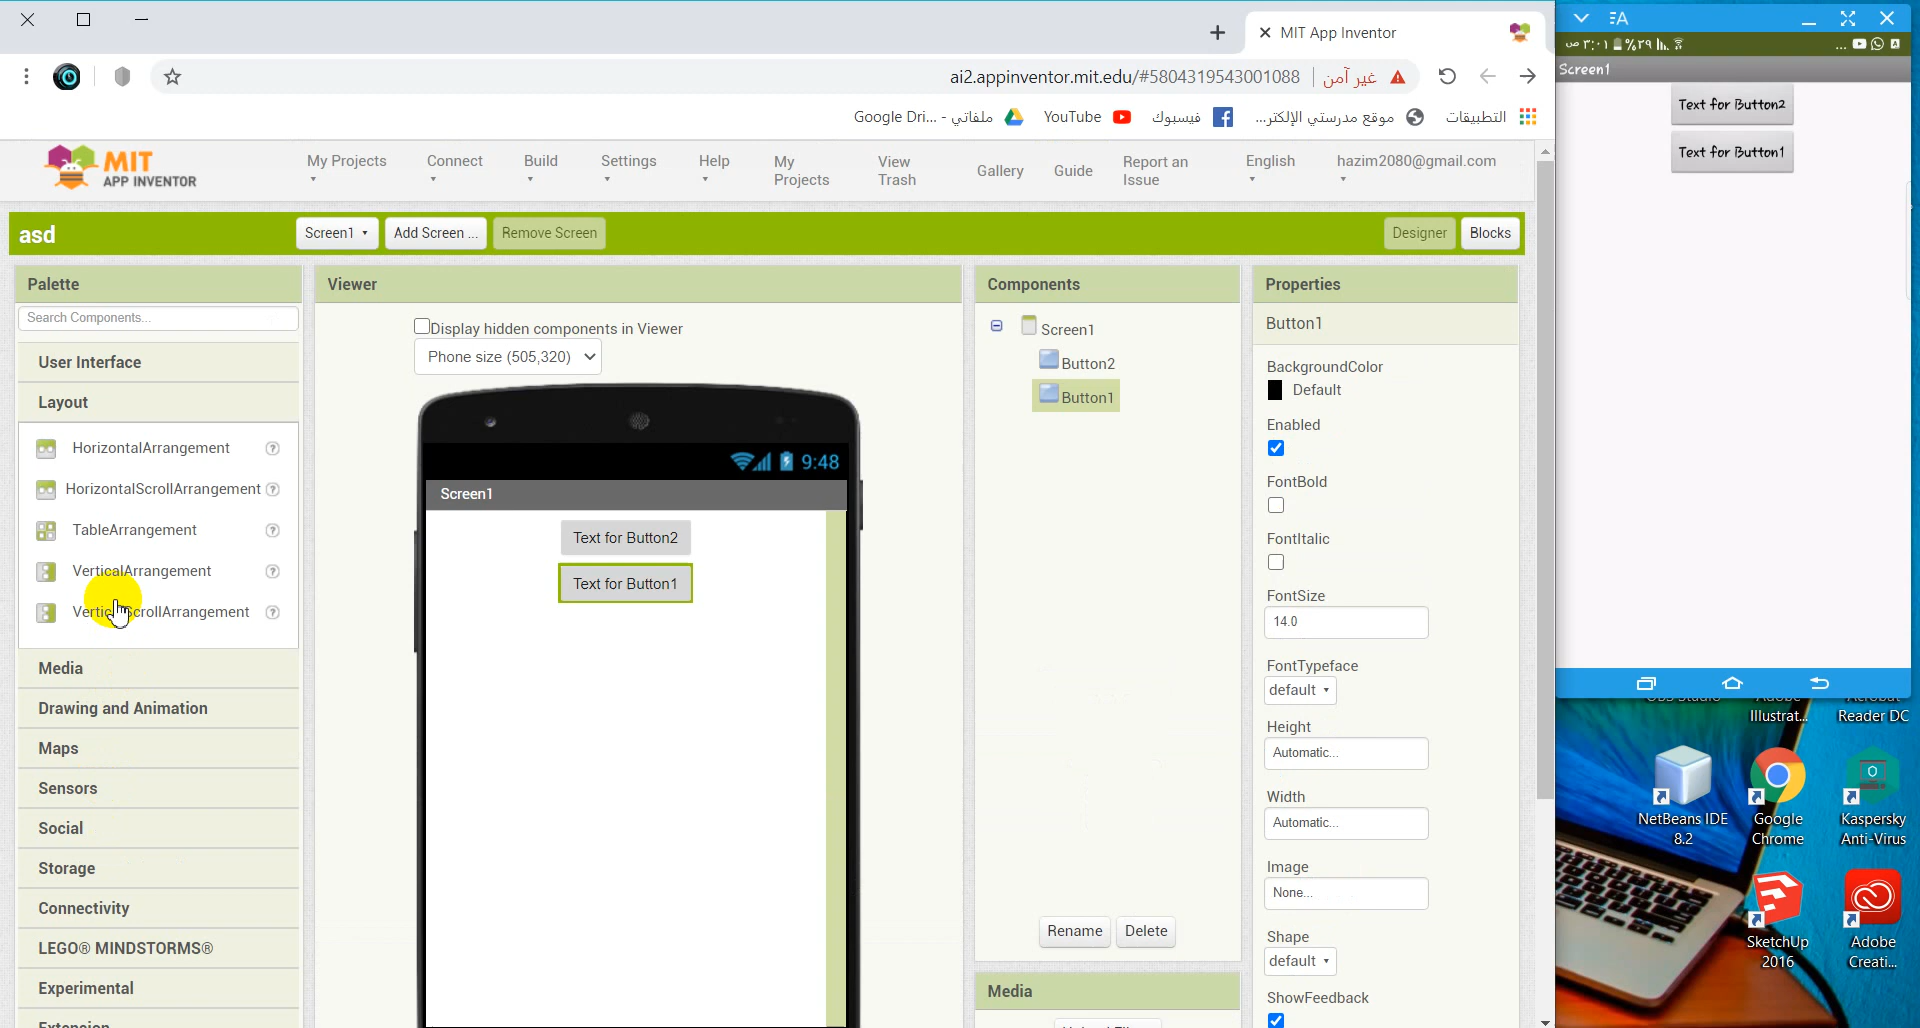 MIT App Inventor
ai2.appinventor.mit.edu/#5804319543001088
غير آمن
Google Dri... - ملفاتي
YouTube
فيسبوك
موقع مدرستي الإلكتر...
التطبيقات
MIT
APP INVENTOR
My Projects
Connect
Build
Settings
Help
My Projects
View Trash
Gallery
Guide
Report an Issue
English
hazim2080@gmail.com
asd
Screen1
Add Screen ...
Remove Screen
Designer
Blocks
Palette
Search Components...
User Interface
Layout
HorizontalArrangement
HorizontalScrollArrangement
TableArrangement
VerticalArrangement
VerticalScrollArrangement
Media
Drawing and Animation
Maps
Sensors
Social
Storage
Connectivity
LEGO® MINDSTORMS®
Experimental
Extension
Viewer
Display hidden components in Viewer
Phone size (505,320)
9:48
Screen1
Text for Button2
Text for Button1
Components
Screen1
Button2
Button1
Rename
Delete
Media
Properties
Button1
BackgroundColor
Default
Enabled
FontBold
FontItalic
FontSize
14.0
FontTypeface
default
Height
Automatic...
Width
Automatic...
Image
None...
Shape
default
ShowFeedback
ص ٣:٠١
%٢٩
Screen1
Text for Button2
Text for Button1
Illustrat...
Reader DC
NetBeans IDE
8.2
Google
Chrome
Kaspersky
Anti-Virus
SketchUp
2016
Adobe
Creati...